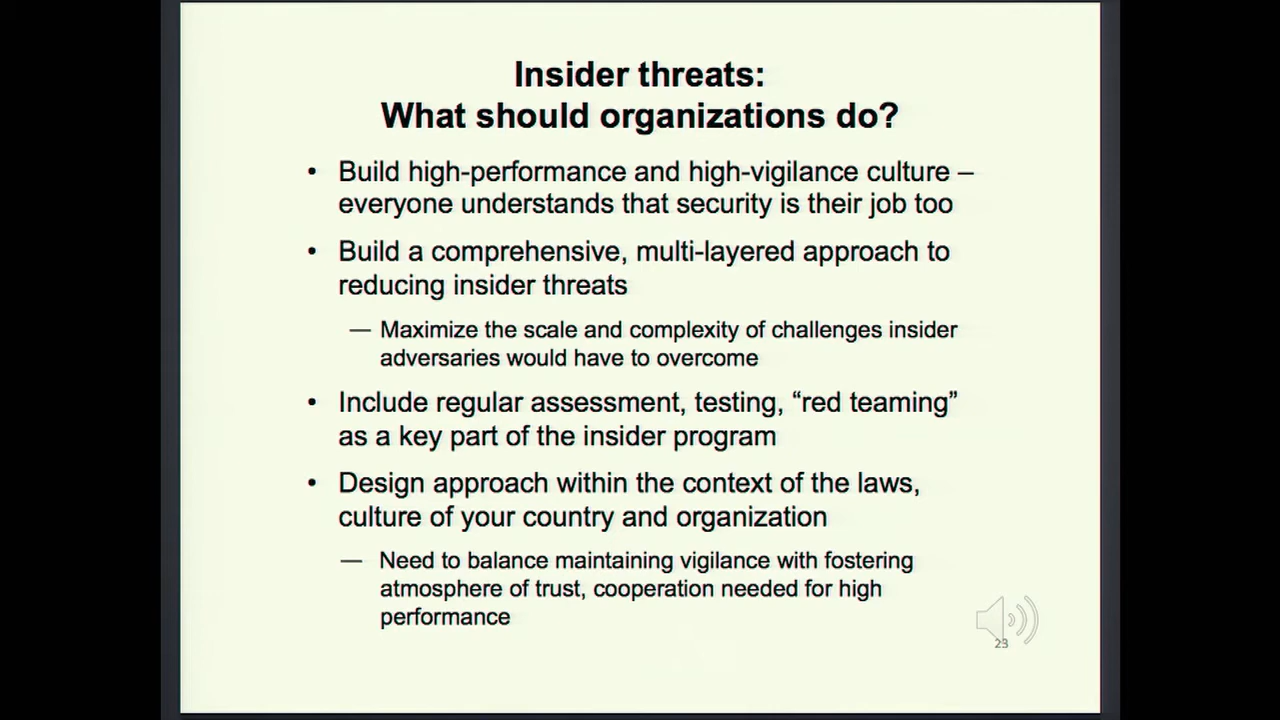 Insider threats:
What should organizations do?
• Build high-performance and high-vigilance culture –
everyone understands that security is their job too
• Build a comprehensive, multi-layered approach to
reducing insider threats
— Maximize the scale and complexity of challenges insider
adversaries would have to overcome
• Include regular assessment, testing, “red teaming”
as a key part of the insider program
• Design approach within the context of the laws,
culture of your country and organization
— Need to balance maintaining vigilance with fostering
atmosphere of trust, cooperation needed for high
performance
23